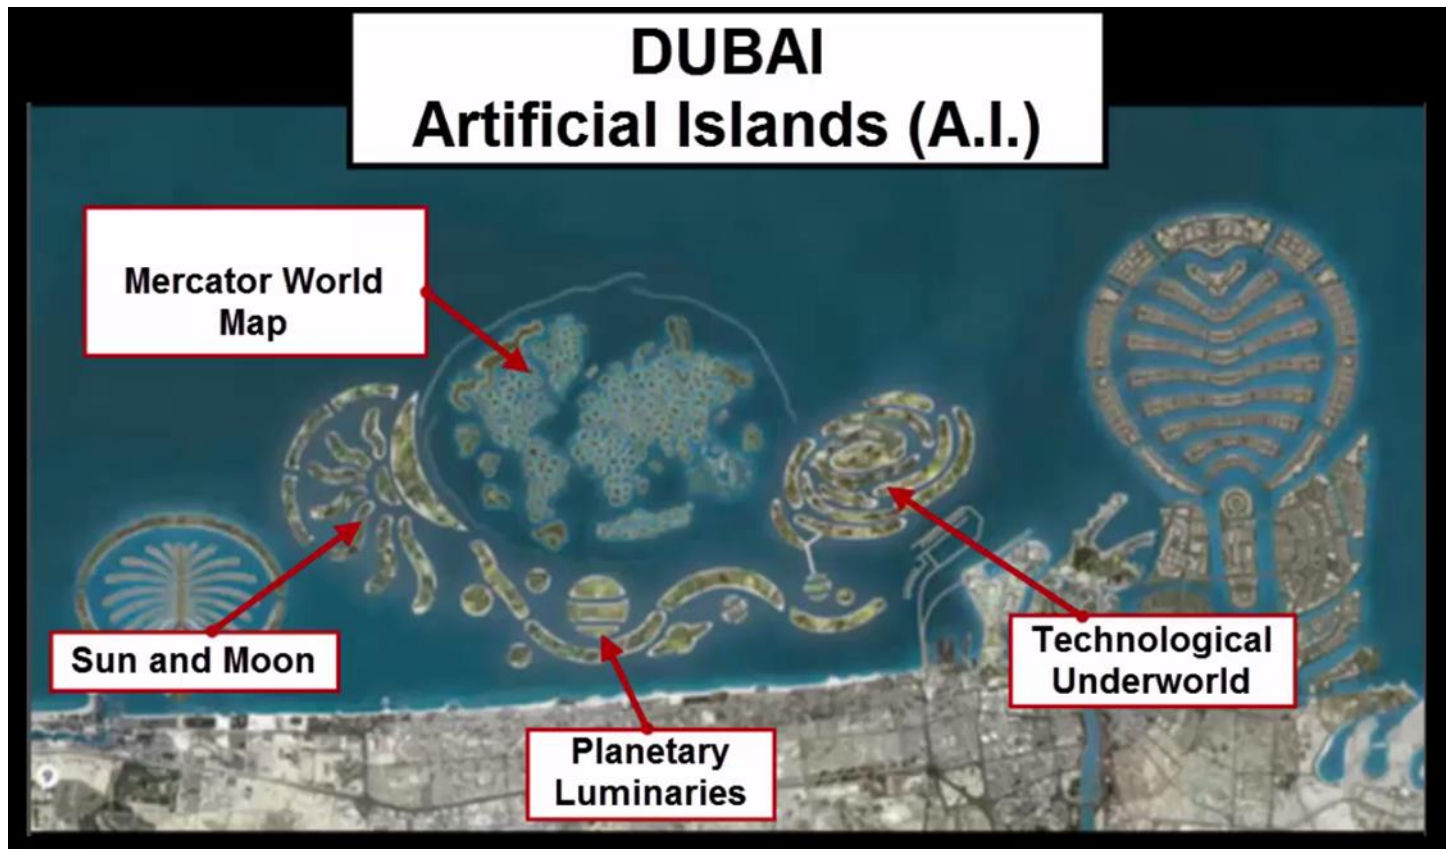 DUBAI
Artificial Islands (A.I.)
Mercator World
Map
Sun and Moon
Technological
Underworld
Planetary
Luminaries